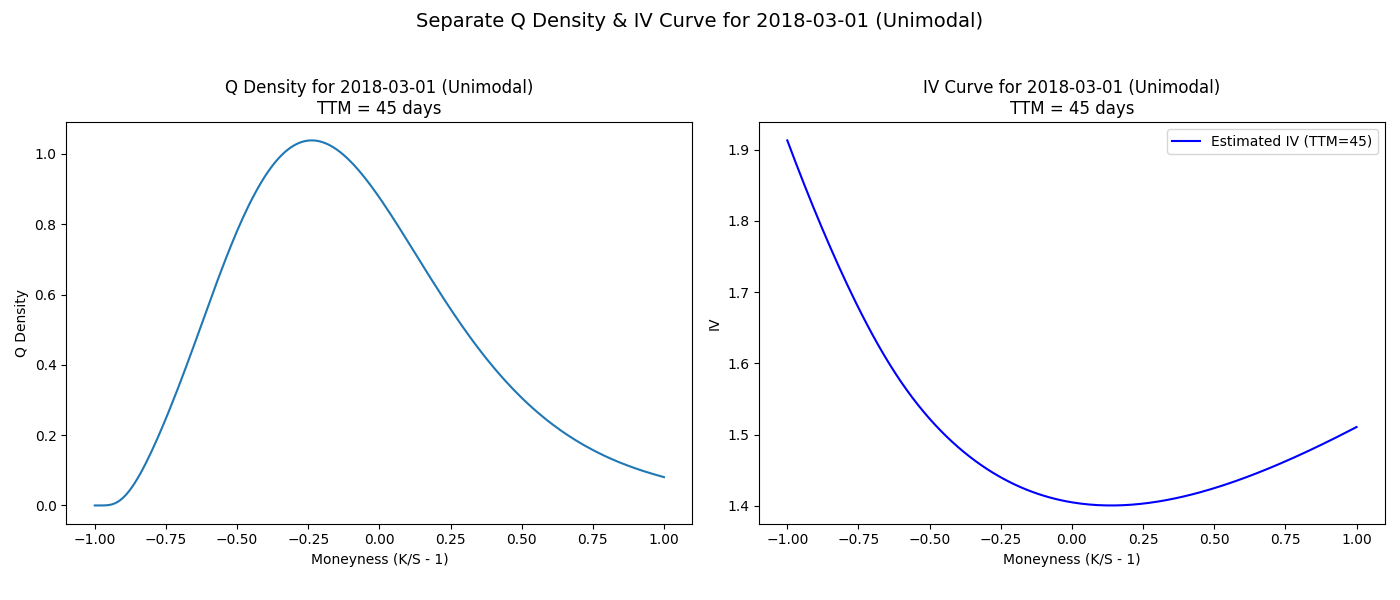 Separate Q Density & IV Curve for 2018-03-01 (Unimodal)
Q Density for 2018-03-01 (Unimodal)
TTM = 45 days
Q Density
1.0
0.8
0.6
0.4
0.2
0.0
−1.00 −0.75 −0.50 −0.25 0.00 0.25 0.50 0.75 1.00
Moneyness (K/S - 1)
IV Curve for 2018-03-01 (Unimodal)
TTM = 45 days
Estimated IV (TTM=45)
IV
1.9
1.8
1.7
1.6
1.5
1.4
−1.00 −0.75 −0.50 −0.25 0.00 0.25 0.50 0.75 1.00
Moneyness (K/S - 1)